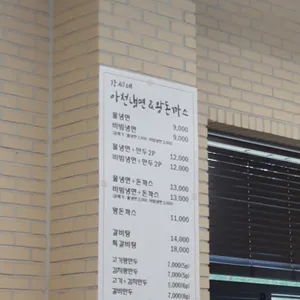 아선냉면 & 왕돈까스
물냉면
비빔냉면 9,000
9,000
물냉면 + 만두 2P 12,000
비빔냉면 + 만두 2P 12,000
물냉면 + 돈까스 13,000
비빔냉면 + 돈까스 13,000
왕돈까스 11,000
갈비탕 14,000
특갈비탕 18,000
고기왕만두 7,000(5p)
김치왕만두 7,000(5p)
고기 + 김치만두 7,000(6p)
갈비만두 7,000(8p)